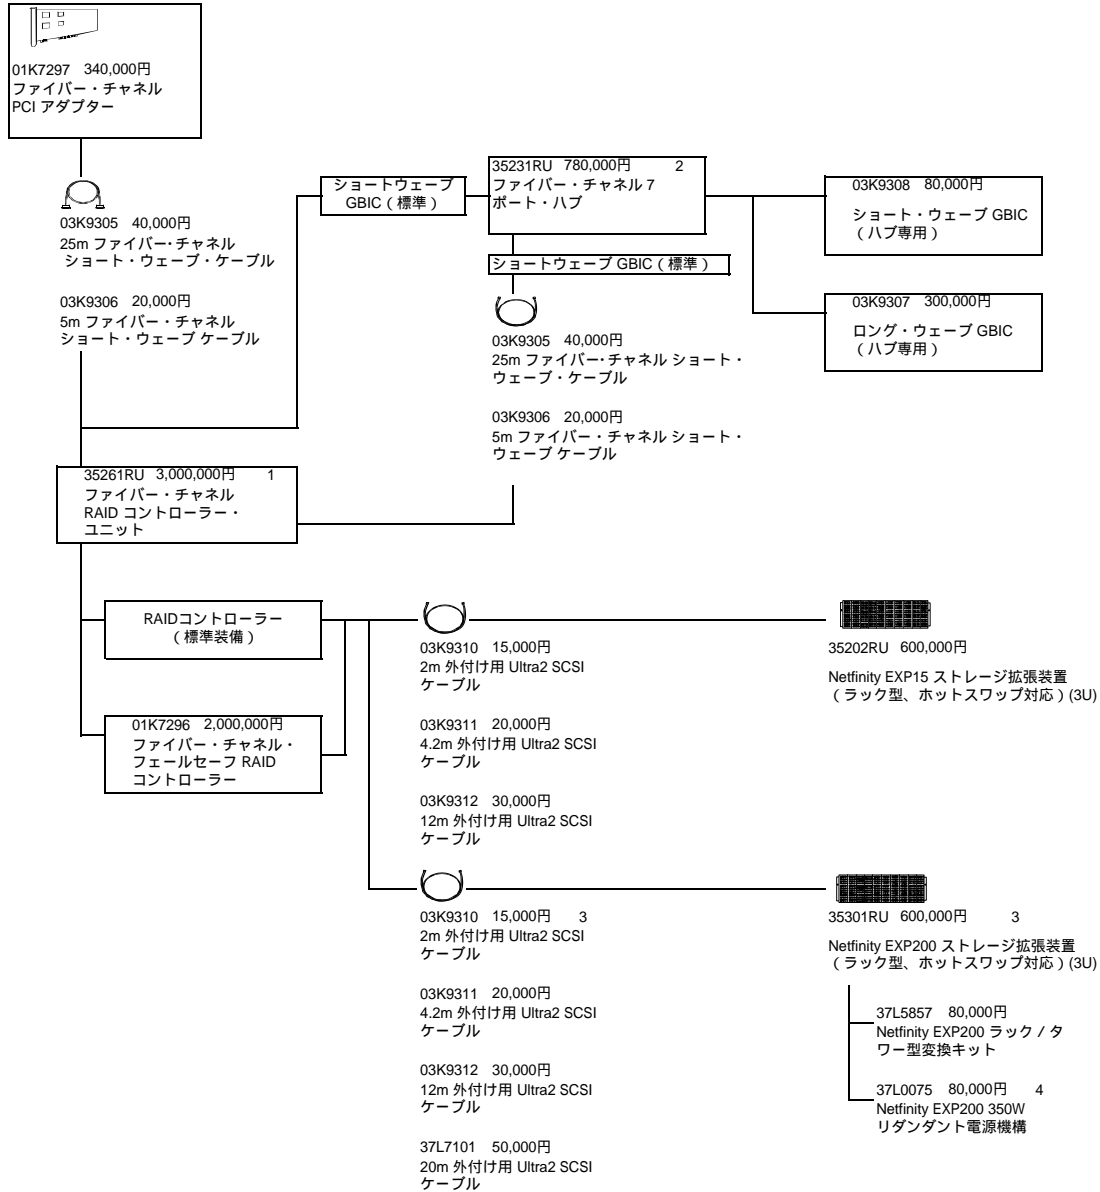 01K7297 340,000円
ファイバー・チャネル
PCI アダプター
03K9305 40,000円
25m ファイバー・チャネル
ショート・ウェーブ・ケーブル
03K9306 20,000円
5m ファイバー・チャネル
ショート・ウェーブ ケーブル
ショートウェーブ
GBIC（標準）
35231RU 780,000円 2
ファイバー・チャネル 7
ポート・ハブ
ショートウェーブ GBIC（標準）
03K9305 40,000円
25m ファイバー・チャネル ショート・
ウェーブ・ケーブル
03K9306 20,000円
5m ファイバー・チャネル ショート・
ウェーブ ケーブル
03K9308 80,000円
ショート・ウェーブ GBIC
（ハブ専用）
03K9307 300,000円
ロング・ウェーブ GBIC
（ハブ専用）
35261RU 3,000,000円 1
ファイバー・チャネル
RAID コントローラー・
ユニット
RAIDコントローラー
（標準装備）
01K7296 2,000,000円
ファイバー・チャネル・
フェールセーフ RAID
コントローラー
03K9310 15,000円
2m 外付け用 Ultra2 SCSI
ケーブル
03K9311 20,000円
4.2m 外付け用 Ultra2 SCSI
ケーブル
03K9312 30,000円
12m 外付け用 Ultra2 SCSI
ケーブル
35202RU 600,000円
Netfinity EXP15 ストレージ拡張装置
（ラック型、ホットスワップ対応）(3U)
03K9310 15,000円 3
2m 外付け用 Ultra2 SCSI
ケーブル
03K9311 20,000円
4.2m 外付け用 Ultra2 SCSI
ケーブル
03K9312 30,000円
12m 外付け用 Ultra2 SCSI
ケーブル
37L7101 50,000円
20m 外付け用 Ultra2 SCSI
ケーブル
35301RU 600,000円 3
Netfinity EXP200 ストレージ拡張装置
（ラック型、ホットスワップ対応）(3U)
37L5857 80,000円
Netfinity EXP200 ラック / タ
ワー型変換キット
37L0075 80,000円 4
Netfinity EXP200 350W
リダンダント電源機構